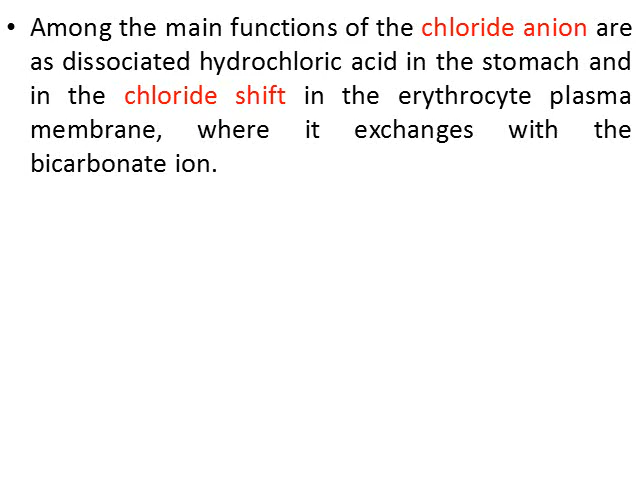 • Among the main functions of the chloride anion are
as dissociated hydrochloric acid in the stomach and
in the chloride shift in the erythrocyte plasma
membrane, where it exchanges with the
bicarbonate ion.